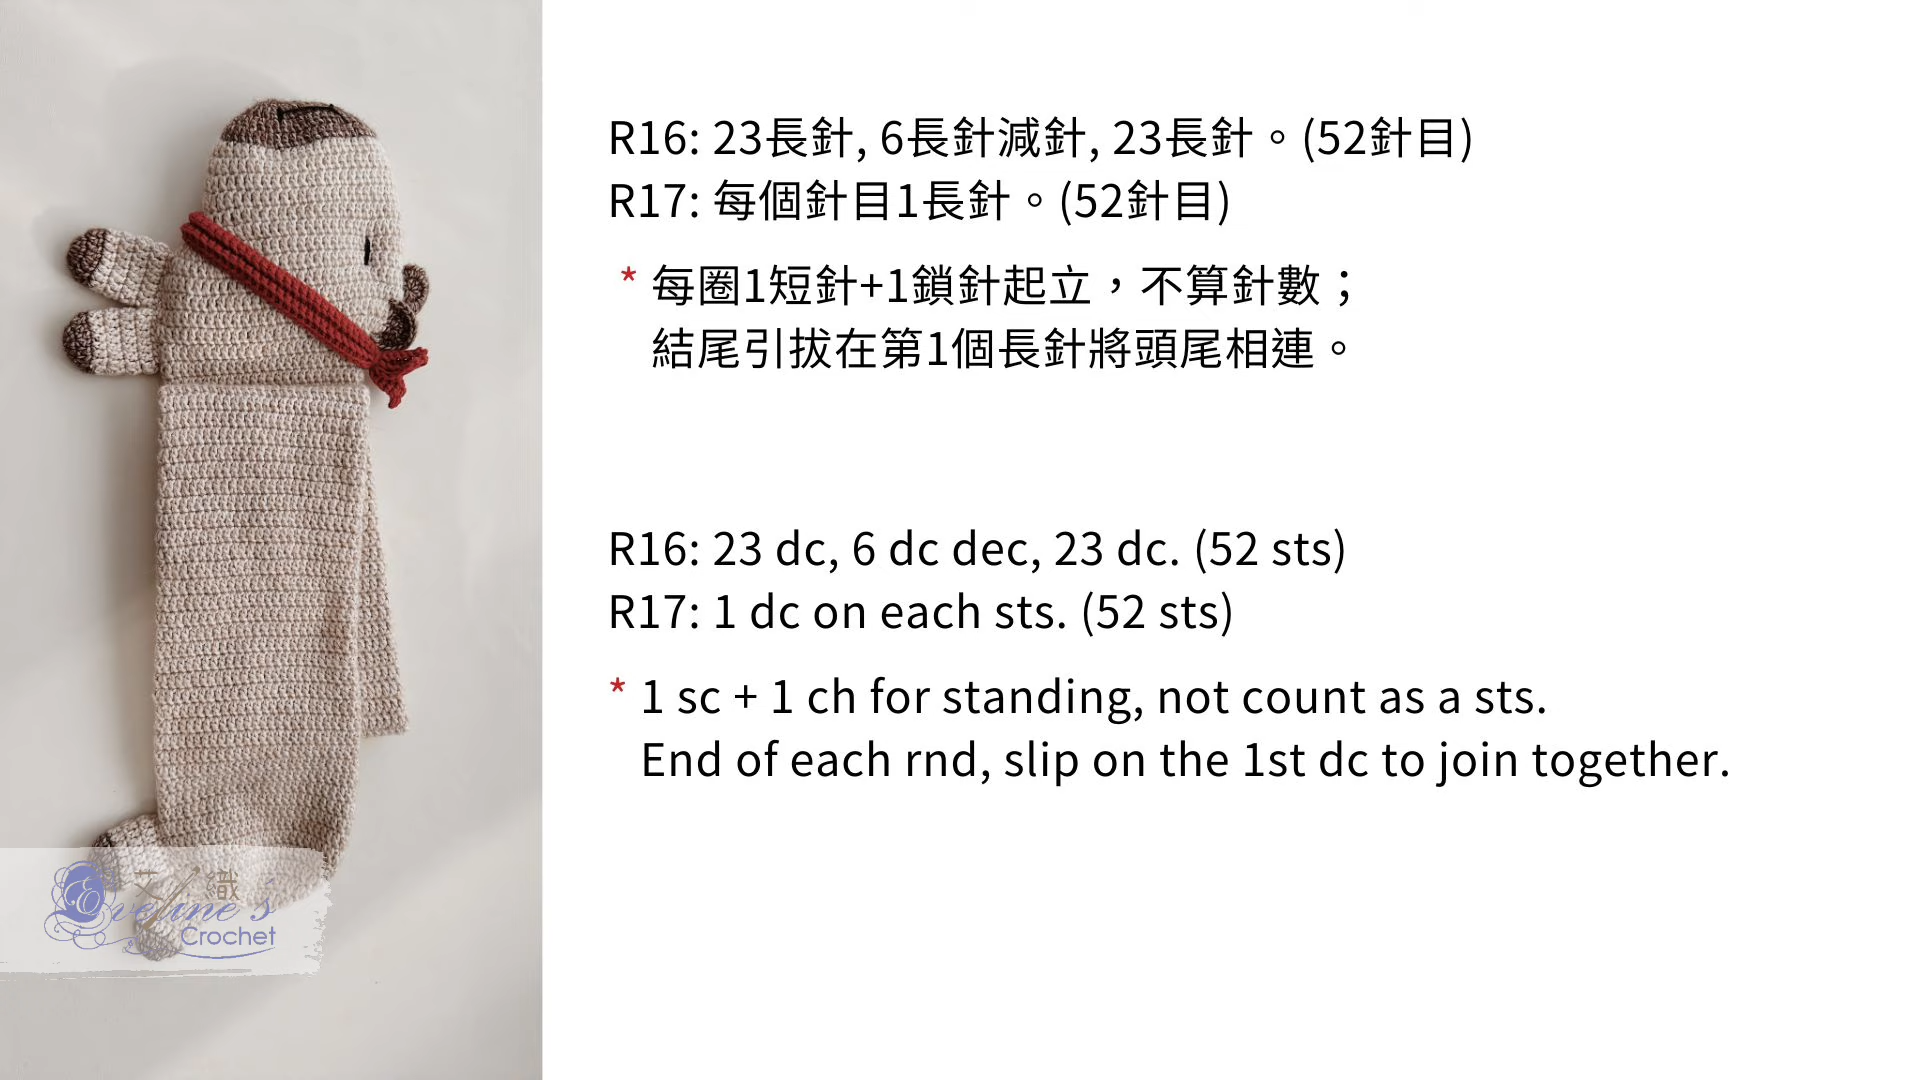 R16: 23長針, 6長針減針, 23長針。(52針目)
R17: 每個針目1長針。(52針目)
* 每圈1短針+1鎖針起立，不算針數；
結尾引拔在第1個長針將頭尾相連。
R16: 23 dc, 6 dc dec, 23 dc. (52 sts)
R17: 1 dc on each sts. (52 sts)
* 1 sc + 1 ch for standing, not count as a sts.
End of each rnd, slip on the 1st dc to join together.
艾 織
Eveline's
Crochet